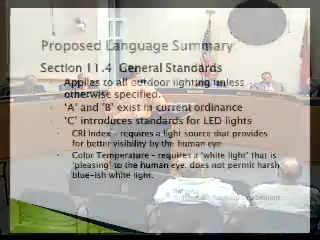 Proposed Language Summary
Section 11.4 General Standards
Applies to all outdoor lighting unless
otherwise specified.
'A' and 'B' exist in current ordinance
'C' introduces standards for LED lights
CRI Index - requires a light source that provides
for better visibility by the human eye
Color Temperature - requires a 'white light' that is
'pleasing' to the human eye. does not permit harsh
blue-ish white light.